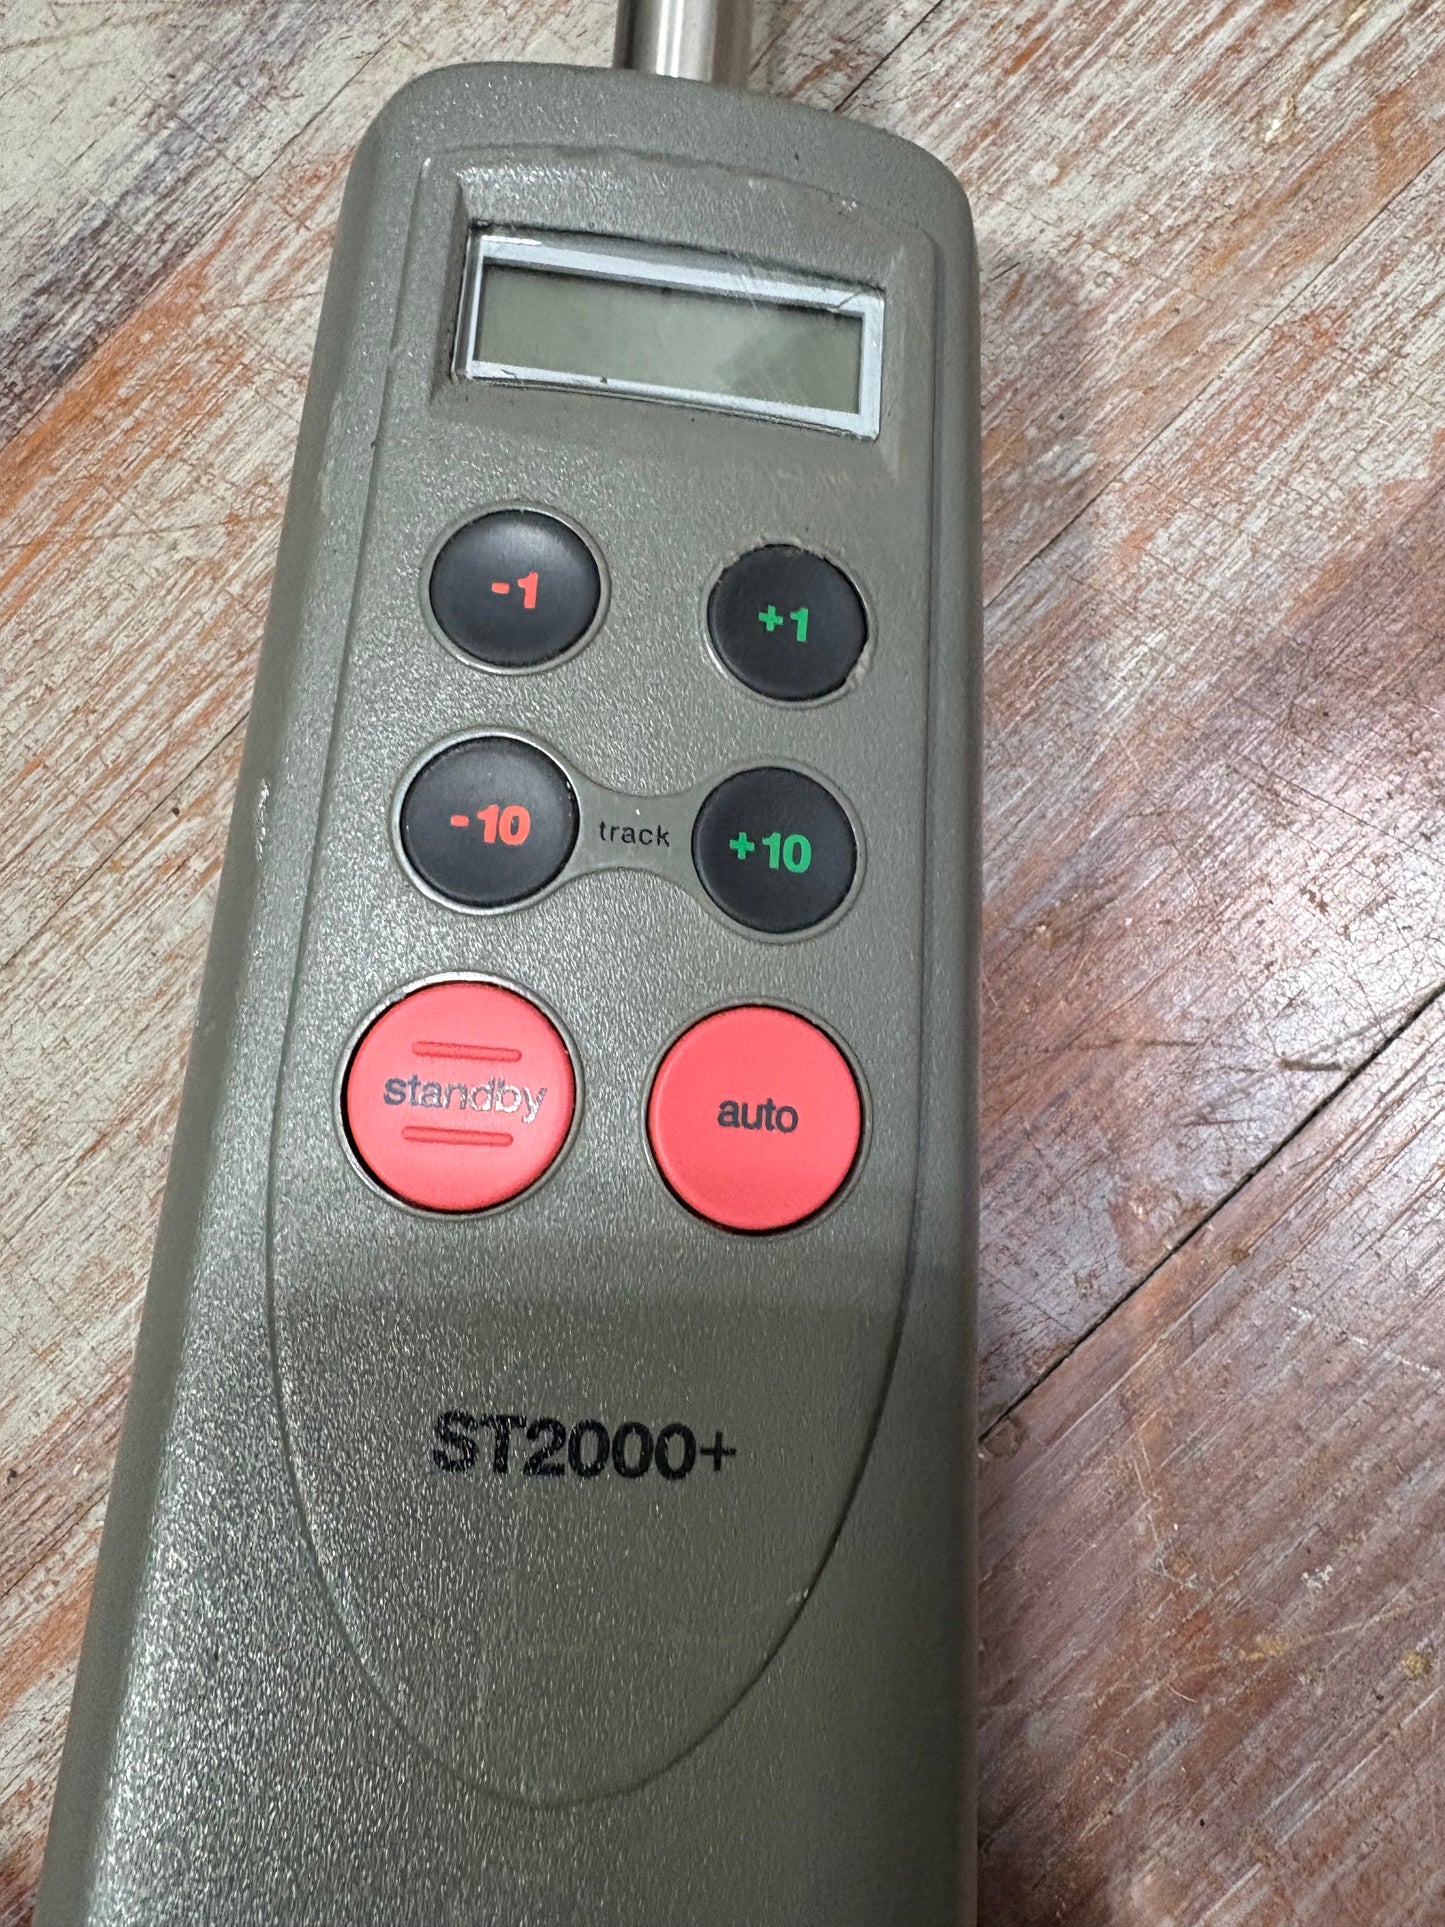 -1
+1
-10
track
+10
standby
auto
ST2000+